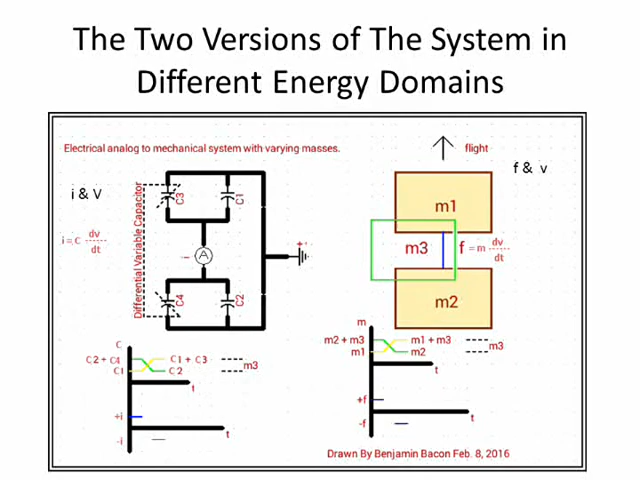 The Two Versions of The System in
Different Energy Domains
Electrical analog to mechanical system with varying masses.
flight
f & v
i & V
i = C dv
dt
Differential Variable Capacitor
C3
C1
A
C4
C2
+
−
m1
m3
f = m dv
dt
m2
C
C2 + C4
C1 + C3
C1
C2
m3
t
+i
-i
t
m
m2 + m3
m1 + m3
m1
m2
m3
t
+f
-f
t
Drawn By Benjamin Bacon Feb. 8, 2016